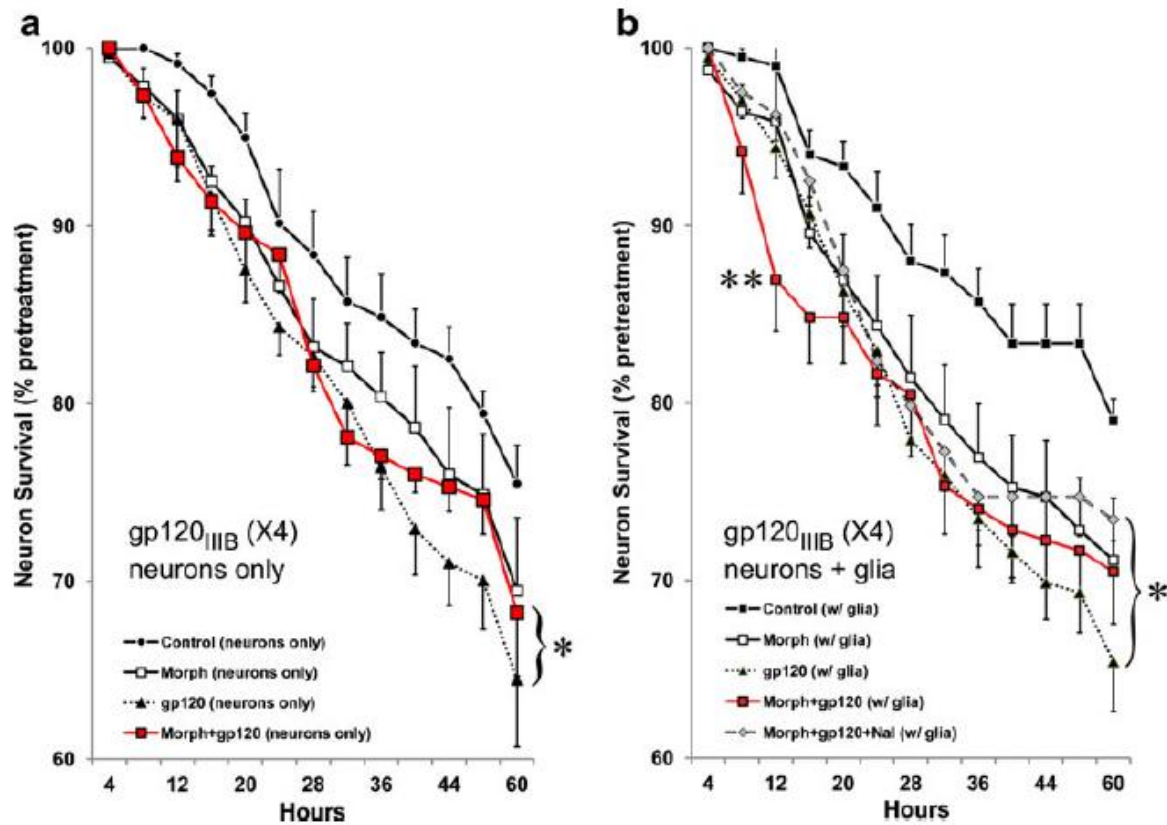 a
Neuron Survival (% pretreatment)
100
90
80
70
60
gp120IIIB (X4)
neurons only
Control (neurons only)
Morph (neurons only)
gp120 (neurons only)
Morph+gp120 (neurons only)
*
4 12 20 28 36 44 60
Hours
b
Neuron Survival (% pretreatment)
100
90
80
70
60
**
gp120IIIB (X4)
neurons + glia
Control (w/ glia)
Morph (w/ glia)
gp120 (w/ glia)
Morph+gp120 (w/ glia)
Morph+gp120+Nal (w/ glia)
*
4 12 20 28 36 44 60
Hours